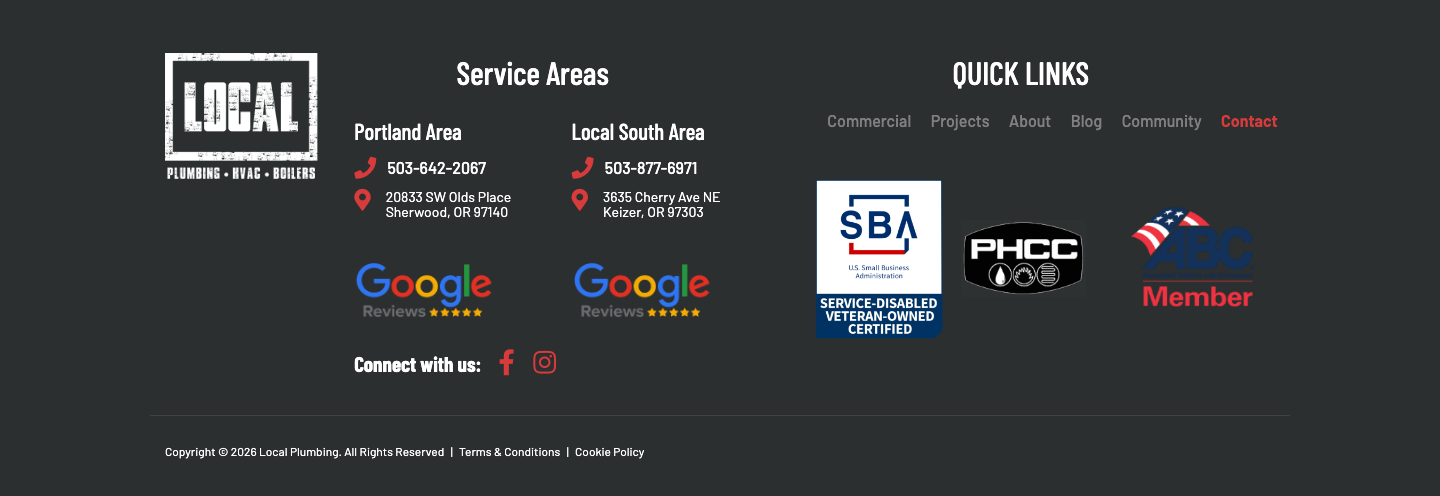 LOCAL
PLUMBING • HVAC • BOILERS
Service Areas
Portland Area
503-642-2067
20833 SW Olds Place
Sherwood, OR 97140
Local South Area
503-877-6971
3635 Cherry Ave NE
Keizer, OR 97303
Google
Reviews
Google
Reviews
Connect with us:
QUICK LINKS
Commercial Projects About Blog Community Contact
SBA
U.S. Small Business
Administration
SERVICE-DISABLED
VETERAN-OWNED
CERTIFIED
PHCC
ABC
Member
Copyright © 2026 Local Plumbing. All Rights Reserved | Terms & Conditions | Cookie Policy